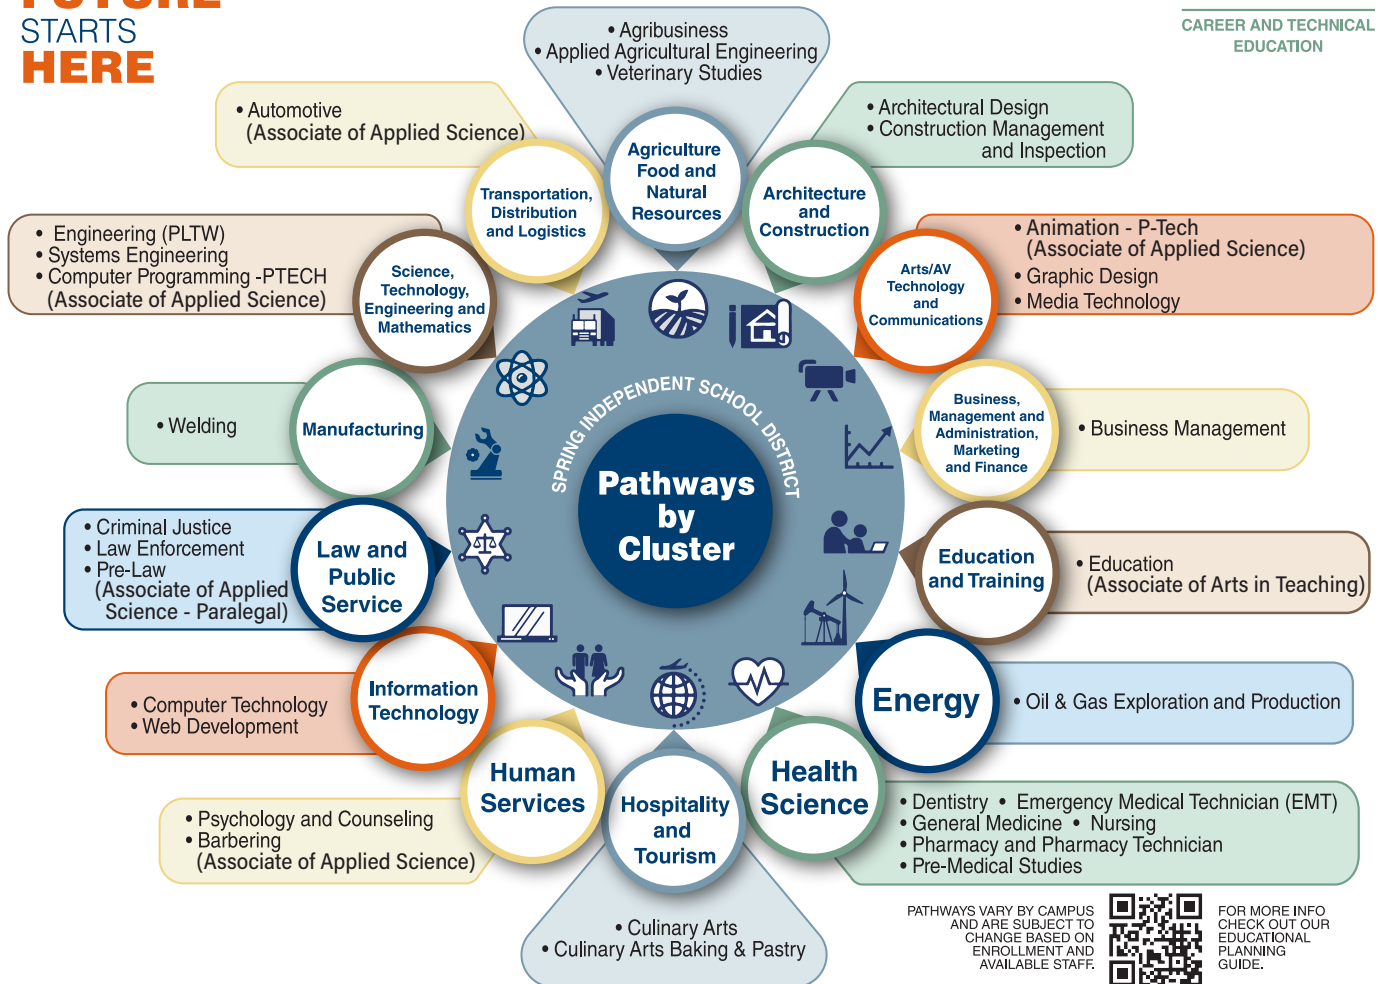 FUTURE
STARTS
HERE
CAREER AND TECHNICAL
EDUCATION
• Agribusiness
• Applied Agricultural Engineering
• Veterinary Studies
Agriculture
Food and
Natural
Resources
• Architectural Design
• Construction Management
and Inspection
Architecture
and
Construction
• Animation - P-Tech
(Associate of Applied Science)
• Graphic Design
• Media Technology
Arts/AV
Technology
and
Communications
Business,
Management and
Administration,
Marketing
and Finance
• Business Management
Education
and Training
• Education
(Associate of Arts in Teaching)
Energy
• Oil & Gas Exploration and Production
Health
Science
• Dentistry • Emergency Medical Technician (EMT)
• General Medicine • Nursing
• Pharmacy and Pharmacy Technician
• Pre-Medical Studies
Hospitality
and
Tourism
• Culinary Arts
• Culinary Arts Baking & Pastry
Human
Services
• Psychology and Counseling
• Barbering
(Associate of Applied Science)
Information
Technology
• Computer Technology
• Web Development
Law and
Public
Service
• Criminal Justice
• Law Enforcement
• Pre-Law
(Associate of Applied
Science - Paralegal)
Manufacturing
• Welding
Science,
Technology,
Engineering and
Mathematics
• Engineering (PLTW)
• Systems Engineering
• Computer Programming -PTECH
(Associate of Applied Science)
Transportation,
Distribution
and Logistics
• Automotive
(Associate of Applied Science)
SPRING INDEPENDENT SCHOOL DISTRICT
Pathways
by
Cluster
PATHWAYS VARY BY CAMPUS
AND ARE SUBJECT TO
CHANGE BASED ON
ENROLLMENT AND
AVAILABLE STAFF.
FOR MORE INFO
CHECK OUT OUR
EDUCATIONAL
PLANNING
GUIDE.